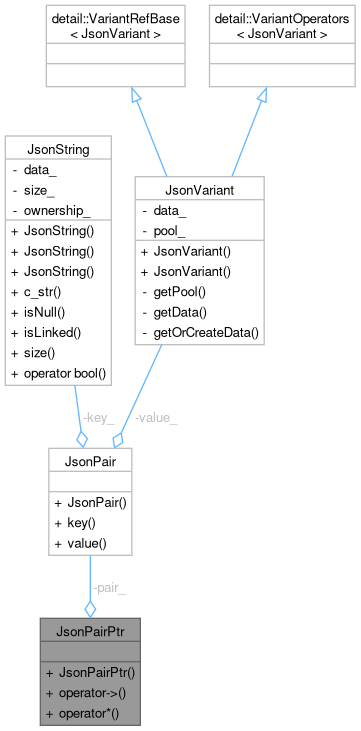 detail::VariantRefBase
< JsonVariant >
detail::VariantOperators
< JsonVariant >
JsonString
- data_
- size_
- ownership_
+ JsonString()
+ JsonString()
+ JsonString()
+ c_str()
+ isNull()
+ isLinked()
+ size()
+ operator bool()
JsonVariant
- data_
- pool_
+ JsonVariant()
+ JsonVariant()
- getPool()
- getData()
- getOrCreateData()
-key_
-value_
JsonPair
+ JsonPair()
+ key()
+ value()
-pair_
JsonPairPtr
+ JsonPairPtr()
+ operator->()
+ operator*()